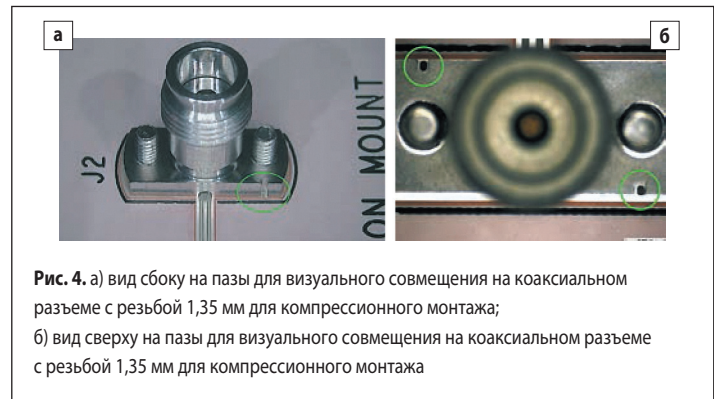 а
б
J2
ON MOUNT
Рис. 4. а) вид сбоку на пазы для визуального совмещения на коаксиальном
разъеме с резьбой 1,35 мм для компрессионного монтажа;
б) вид сверху на пазы для визуального совмещения на коаксиальном разъеме
с резьбой 1,35 мм для компрессионного монтажа